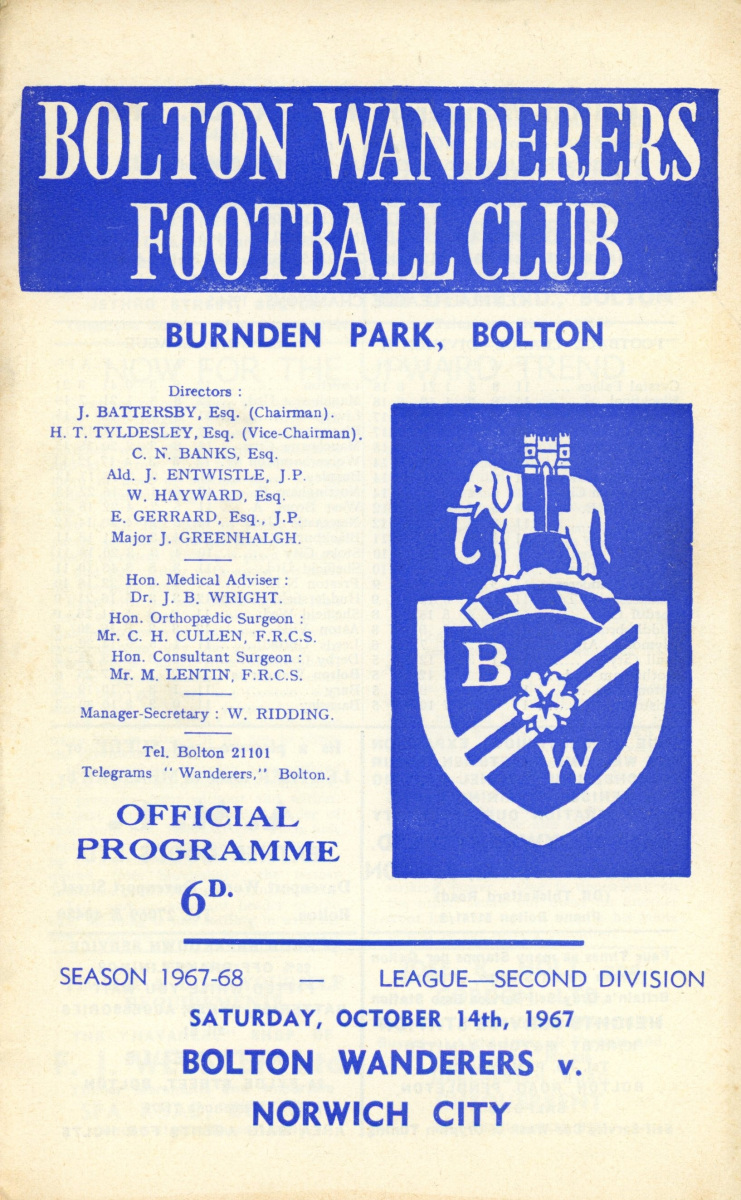 BOLTON WANDERERS
FOOTBALL CLUB
BURNDEN PARK, BOLTON
Directors :
J. BATTERSBY, Esq. (Chairman).
H. T. TYLDESLEY, Esq. (Vice-Chairman).
C. N. BANKS, Esq.
Ald. J. ENTWISTLE, J.P.
W. HAYWARD, Esq.
E. GERRARD, Esq., J.P.
Major J. GREENHALGH.
Hon. Medical Adviser :
Dr. J. B. WRIGHT.
Hon. Orthopædic Surgeon :
Mr. C. H. CULLEN, F.R.C.S.
Hon. Consultant Surgeon :
Mr. M. LENTIN, F.R.C.S.
Manager-Secretary : W. RIDDING.
Tel. Bolton 21101
Telegrams "Wanderers," Bolton.
B
W
OFFICIAL
PROGRAMME
6D.
SEASON 1967-68 — LEAGUE—SECOND DIVISION
SATURDAY, OCTOBER 14th, 1967
BOLTON WANDERERS v.
NORWICH CITY